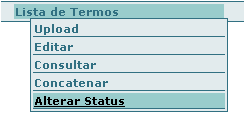 Lista de Termos
Upload
Editar
Consultar
Concatenar
Alterar Status